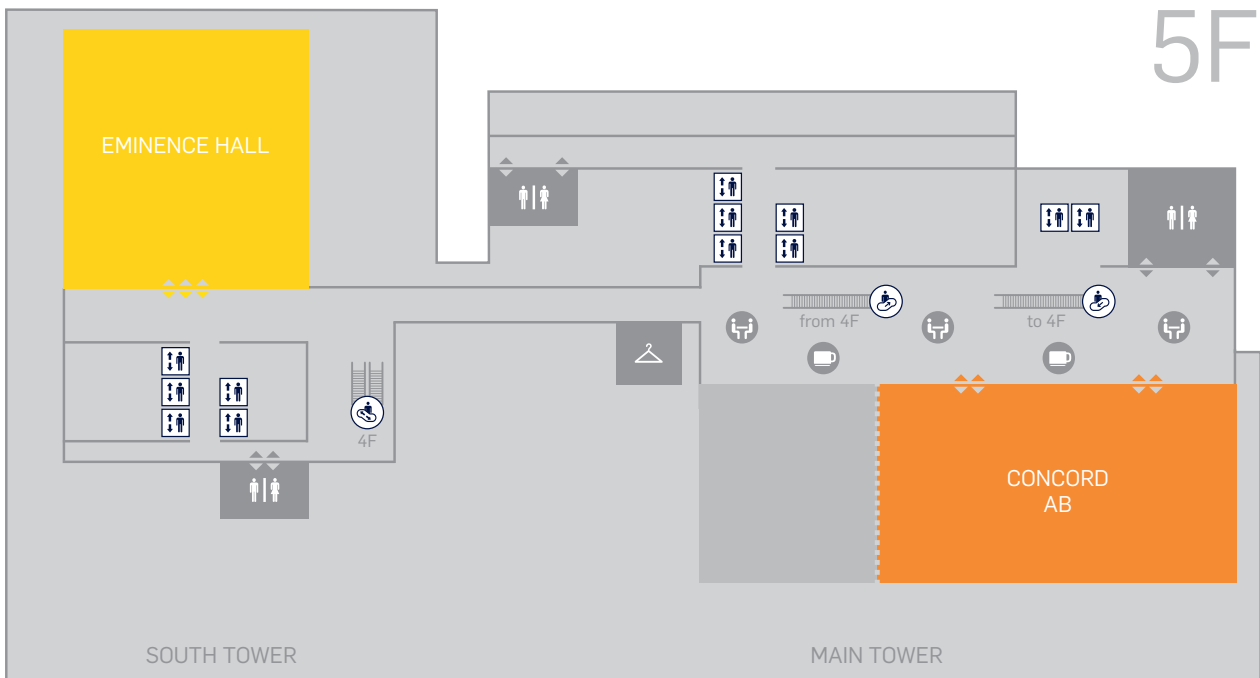 5F
EMINENCE HALL
from 4F
to 4F
4F
CONCORD
AB
SOUTH TOWER
MAIN TOWER